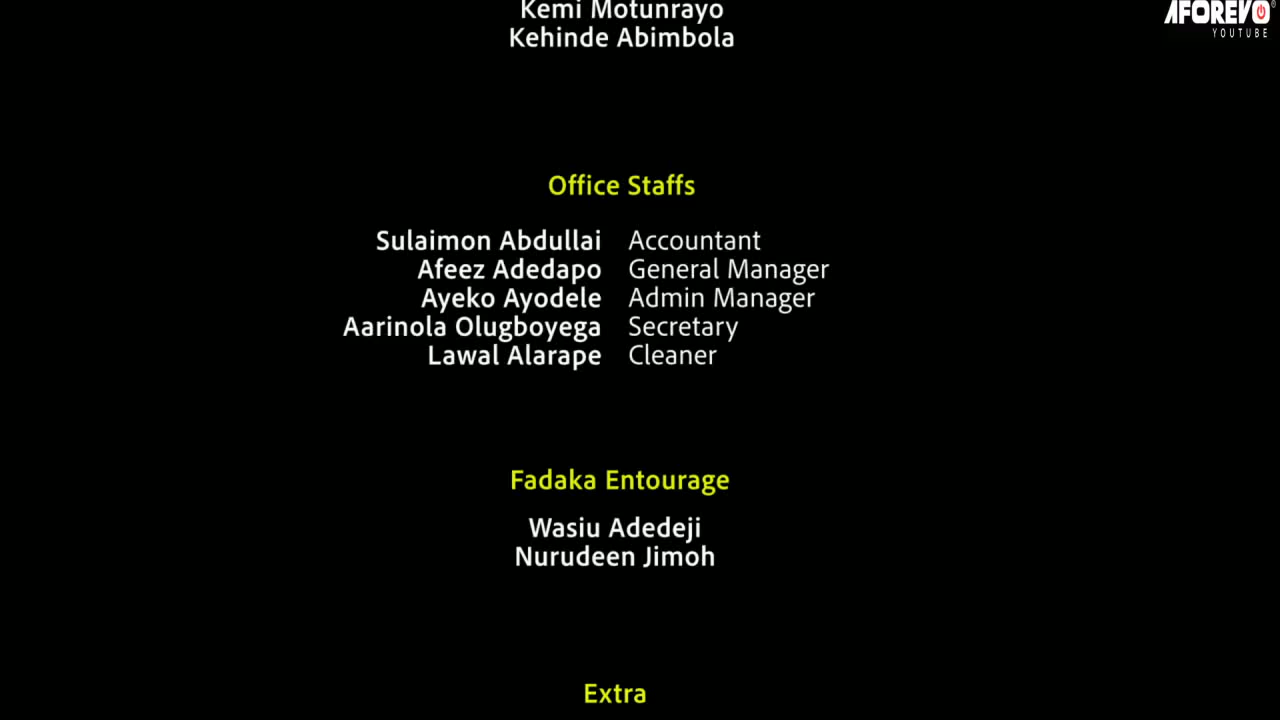 Kemi Motunrayo
Kehinde Abimbola
AFOREVO
YOUTUBE
Office Staffs
Sulaimon Abdullai Accountant
Afeez Adedapo General Manager
Ayeko Ayodele Admin Manager
Aarinola Olugboyega Secretary
Lawal Alarape Cleaner
Fadaka Entourage
Wasiu Adedeji
Nurudeen Jimoh
Extra